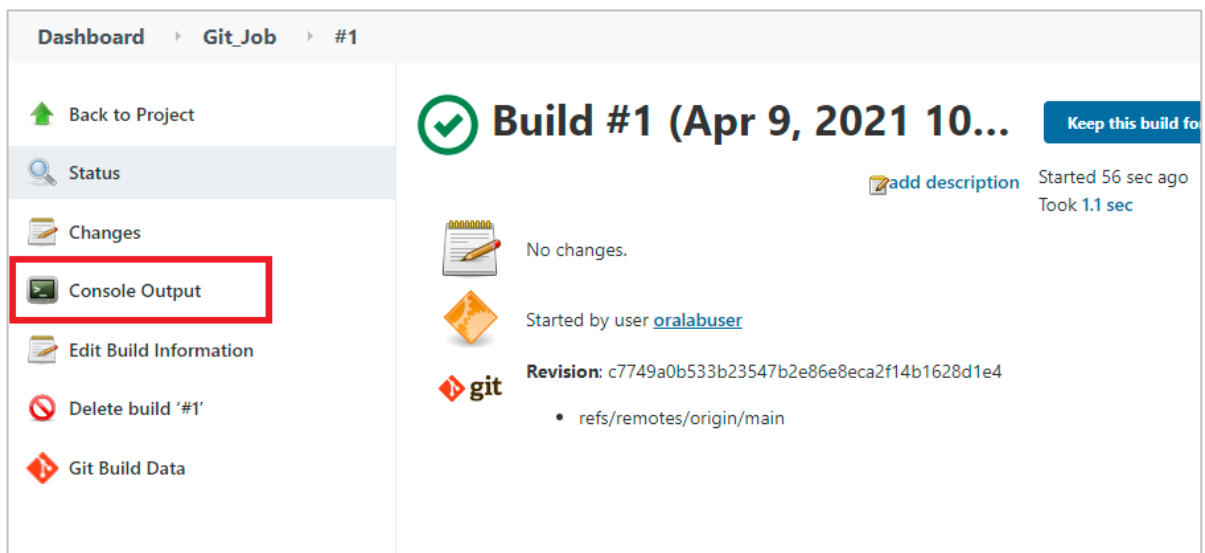 Dashboard Git_Job #1
Back to Project
Status
Changes
Console Output
Edit Build Information
Delete build '#1'
Git Build Data
Build #1 (Apr 9, 2021 10...
Keep this build for
add description
Started 56 sec ago
Took 1.1 sec
No changes.
Started by user oralabuser
git
Revision: c7749a0b533b23547b2e86e8eca2f14b1628d1e4
• refs/remotes/origin/main